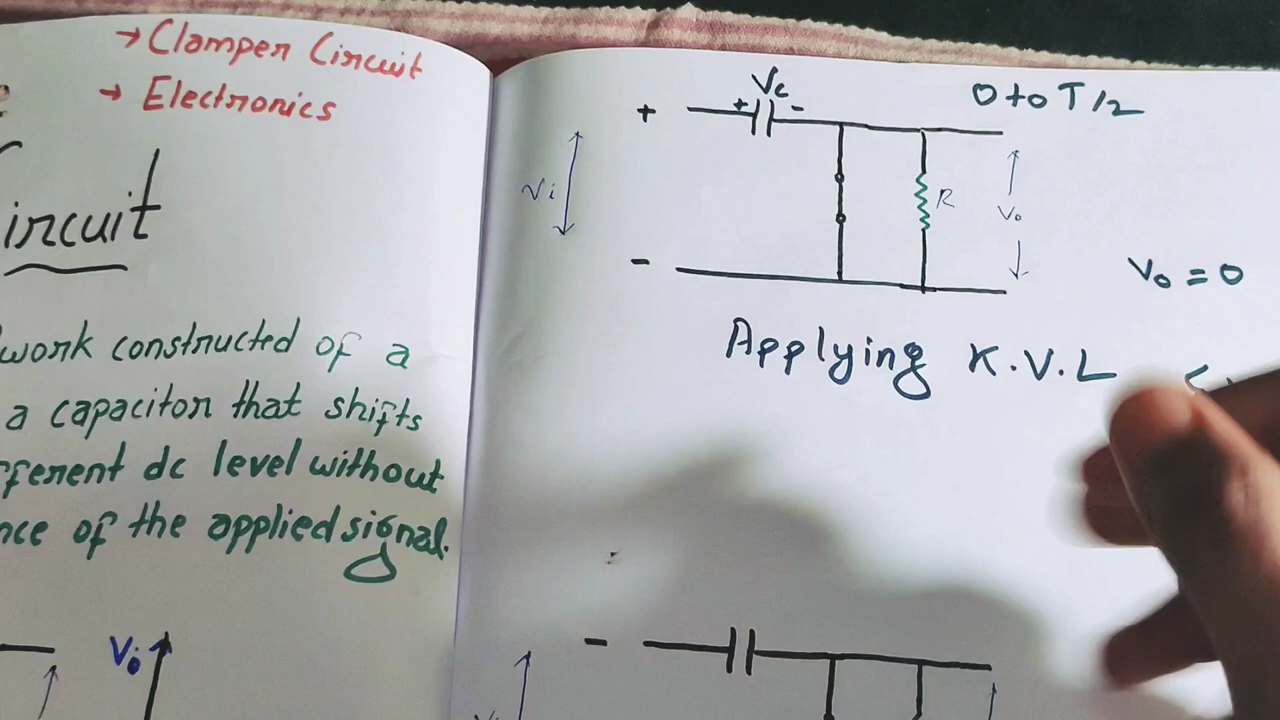 → Clamper Circuit
→ Electronics
ircuit
work constructed of a
a capacitor that shifts
fferent dc level without
nce of the applied signal.
Vo
Vc
0 to T/2
+
+ -
Vi
R
Vo
-
Vo = 0
Applying K.V.L
-